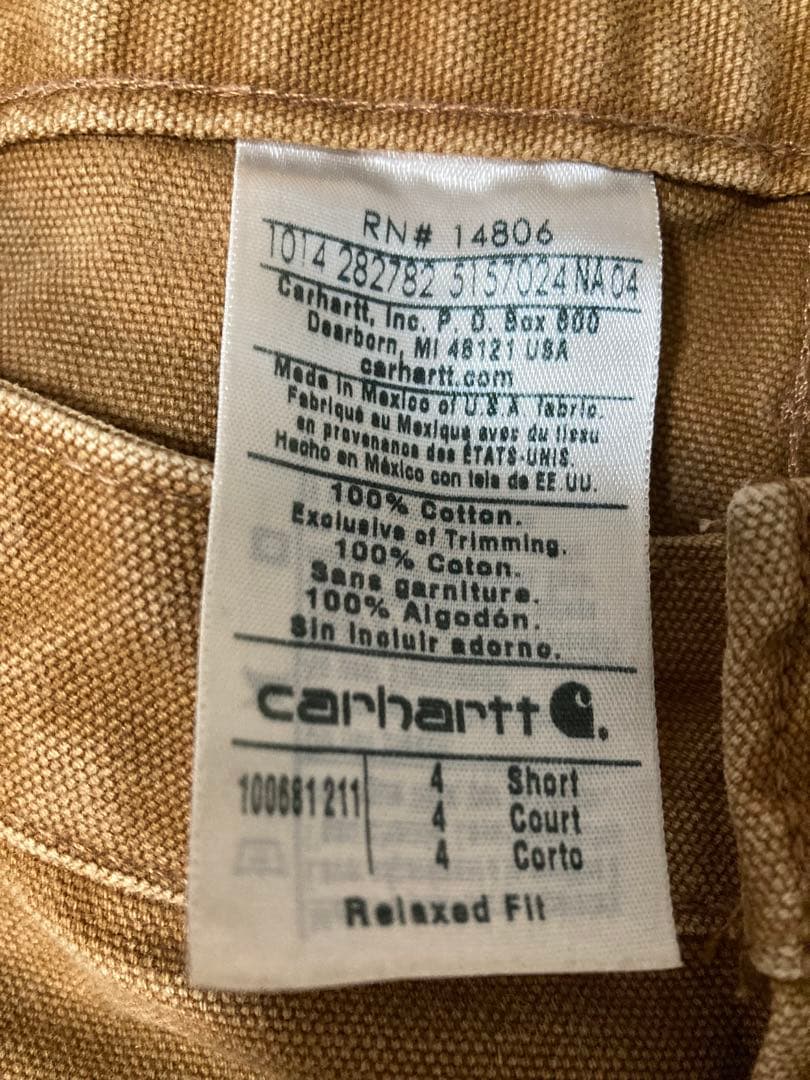 RN# 14806
1014 282782 5157024 NA 04
Carhartt, Inc. P. O. Box 600
Dearborn, MI 48121 USA
carhartt.com
Made in Mexico of U.S.A. fabric.
Fabriqué au Mexique avec du tissu
en provenance des ÉTATS-UNIS.
Hecho en México con tela de EE.UU.
100% Cotton.
Exclusive of Trimming.
100% Coton.
Sans garniture.
100% Algodón.
Sin incluir adorno.
carhartt
100681 211 4 Short
4 Court
4 Corto
Relaxed Fit